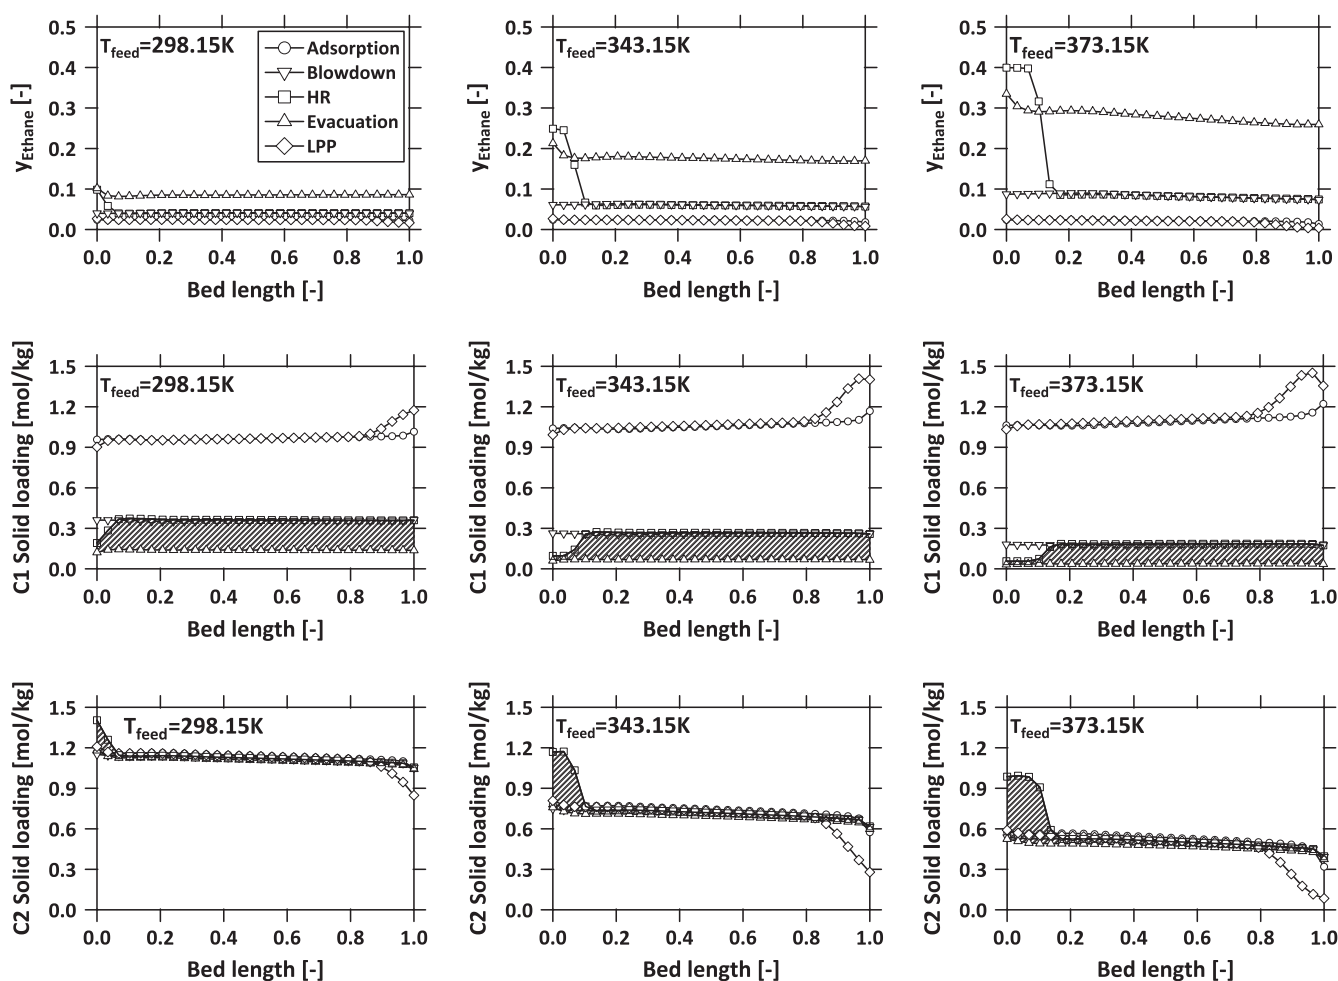 y_Ethane [-]
0.5
0.4
0.3
0.2
0.1
0.0
T_feed=298.15K
Adsorption
Blowdown
HR
Evacuation
LPP
0.0 0.2 0.4 0.6 0.8 1.0
Bed length [-]
y_Ethane [-]
0.5
0.4
0.3
0.2
0.1
0.0
T_feed=343.15K
0.0 0.2 0.4 0.6 0.8 1.0
Bed length [-]
y_Ethane [-]
0.5
0.4
0.3
0.2
0.1
0.0
T_feed=373.15K
0.0 0.2 0.4 0.6 0.8 1.0
Bed length [-]
C1 Solid loading [mol/kg]
1.5
1.2
0.9
0.6
0.3
0.0
T_feed=298.15K
0.0 0.2 0.4 0.6 0.8 1.0
Bed length [-]
C1 Solid loading [mol/kg]
1.5
1.2
0.9
0.6
0.3
0.0
T_feed=343.15K
0.0 0.2 0.4 0.6 0.8 1.0
Bed length [-]
C1 Solid loading [mol/kg]
1.5
1.2
0.9
0.6
0.3
0.0
T_feed=373.15K
0.0 0.2 0.4 0.6 0.8 1.0
Bed length [-]
C2 Solid loading [mol/kg]
1.5
1.2
0.9
0.6
0.3
0.0
T_feed=298.15K
0.0 0.2 0.4 0.6 0.8 1.0
Bed length [-]
C2 Solid loading [mol/kg]
1.5
1.2
0.9
0.6
0.3
0.0
T_feed=343.15K
0.0 0.2 0.4 0.6 0.8 1.0
Bed length [-]
C2 Solid loading [mol/kg]
1.5
1.2
0.9
0.6
0.3
0.0
T_feed=373.15K
0.0 0.2 0.4 0.6 0.8 1.0
Bed length [-]